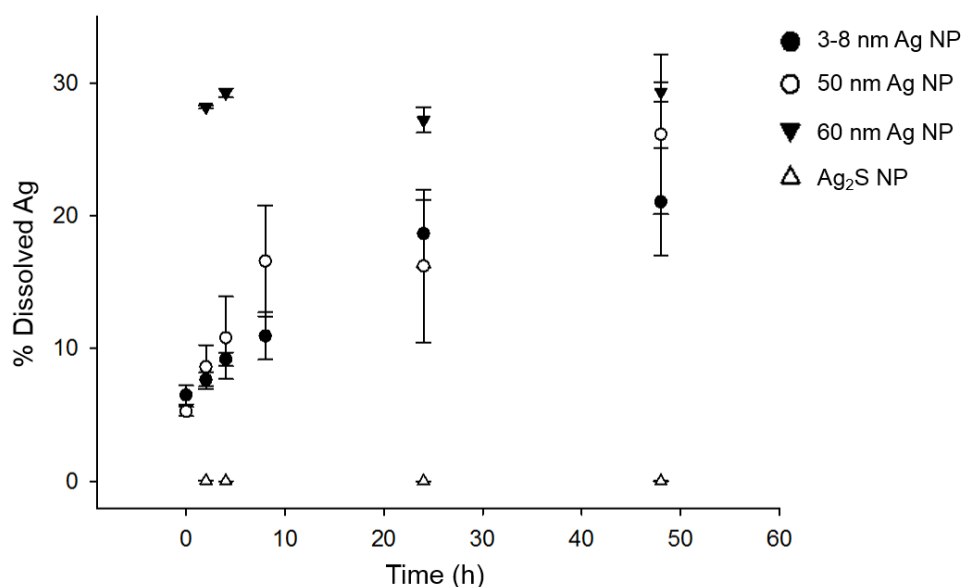 3-8 nm Ag NP
50 nm Ag NP
60 nm Ag NP
Ag₂S NP
% Dissolved Ag
30
20
10
0
0 10 20 30 40 50 60
Time (h)